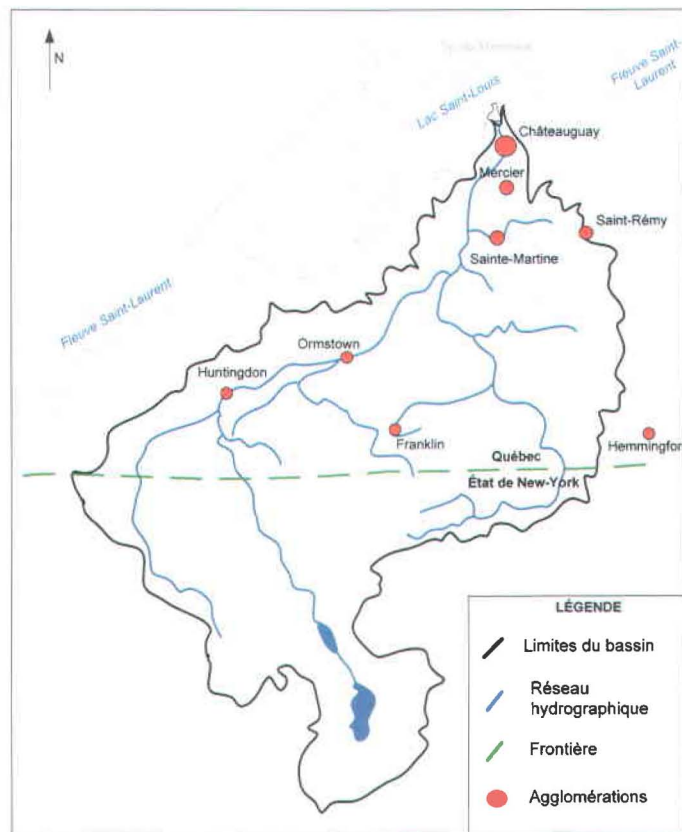 N
Lac Saint-Louis
Fleuve Saint-
Laurent
Châteauguay
Mercier
Saint-Rémy
Sainte-Martine
Fleuve Saint-Laurent
Ormstown
Huntingdon
Franklin
Hemmingfor
Québec
État de New-York
LÉGENDE
Limites du bassin
Réseau
hydrographique
Frontière
Agglomérations